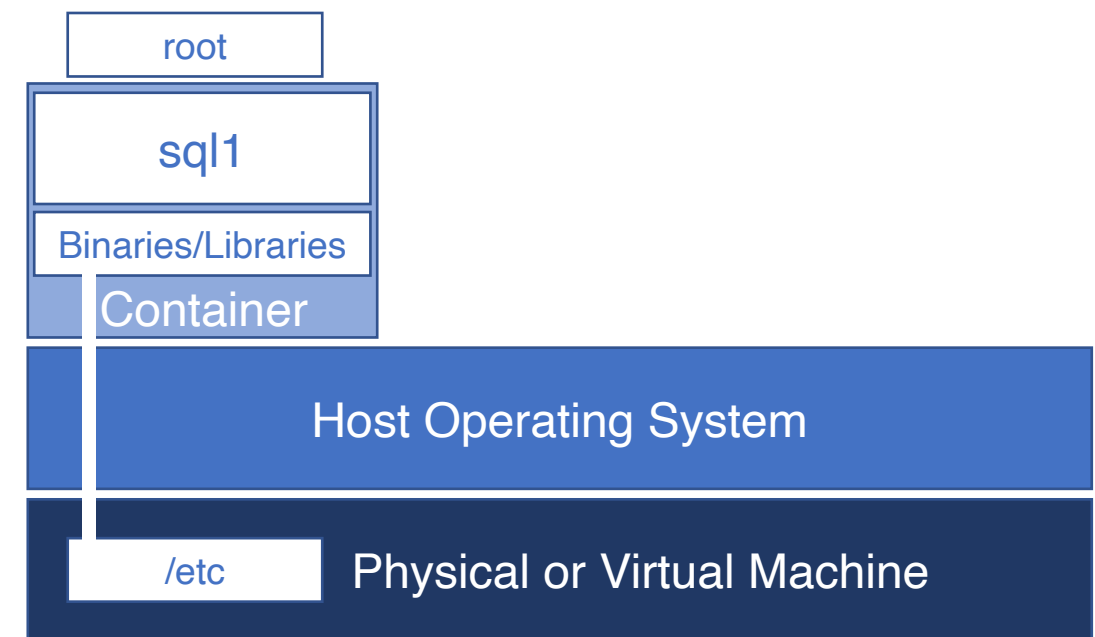 root
sql1
Binaries/Libraries
Container
Host Operating System
/etc
Physical or Virtual Machine